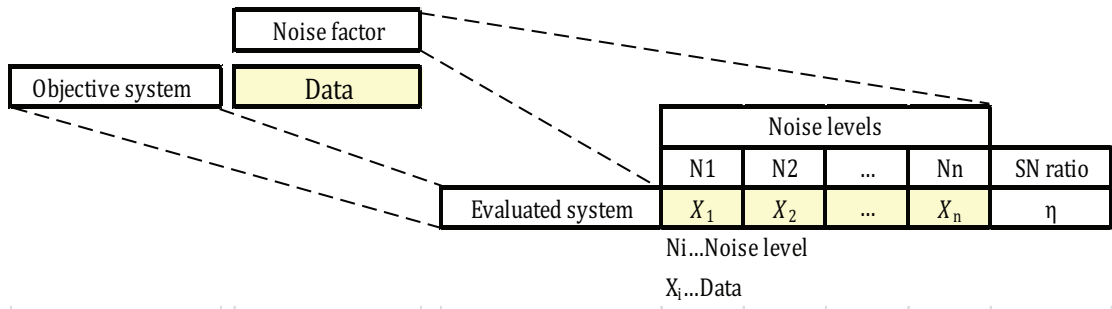 Noise factor
Objective system Data
Noise levels
N1 N2 ... Nn SN ratio
Evaluated system X1 X2 ... Xn η
Ni...Noise level
Xi...Data